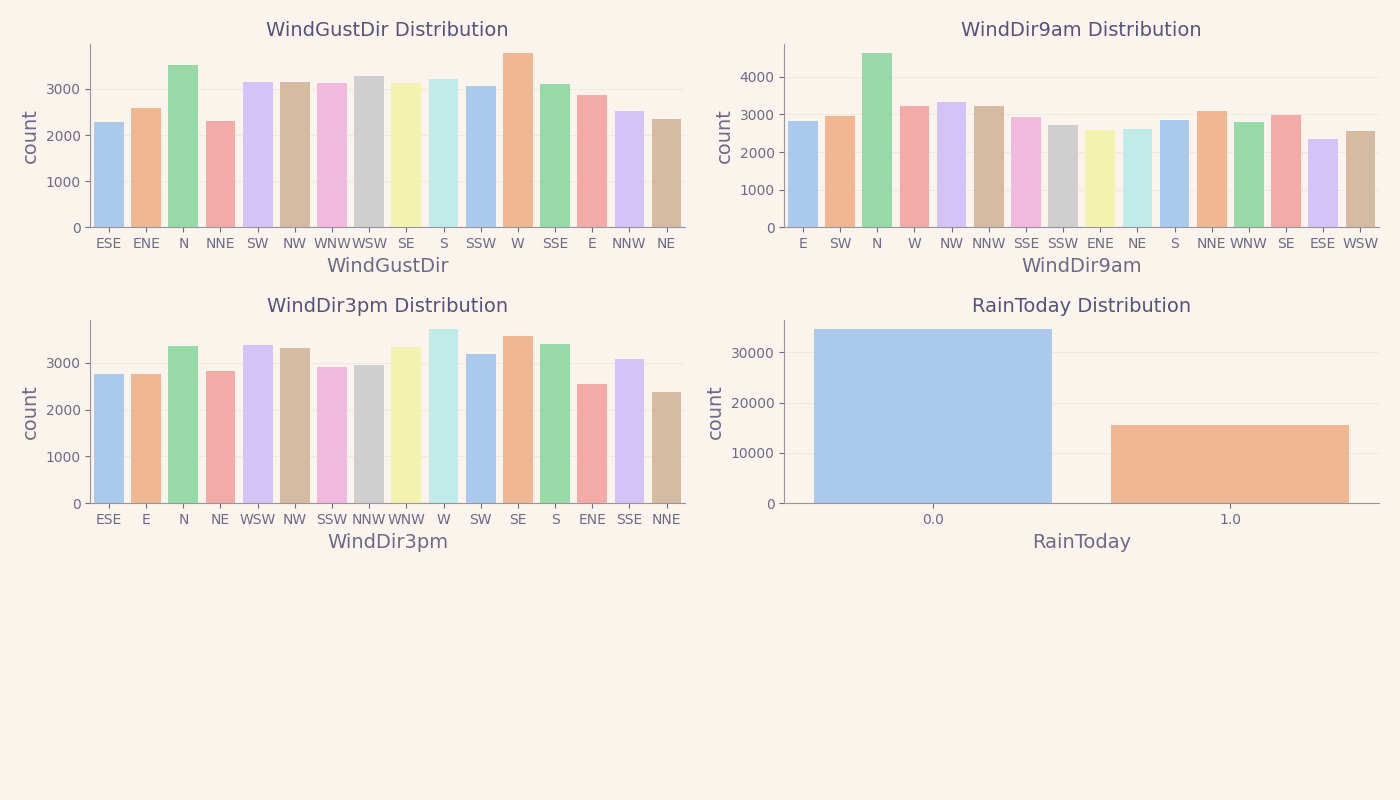 WindGustDir Distribution
count
3000
2000
1000
0
ESE ENE N NNE SW NW WNW WSW SE S SSW W SSE E NNW NE
WindGustDir
WindDir9am Distribution
count
4000
3000
2000
1000
0
E SW N W NW NNW SSE SSW ENE NE S NNE WNW SE ESE WSW
WindDir9am
WindDir3pm Distribution
count
3000
2000
1000
0
ESE E N NE WSW NW SSW NNW WNW W SW SE S ENE SSE NNE
WindDir3pm
RainToday Distribution
count
30000
20000
10000
0
0.0 1.0
RainToday